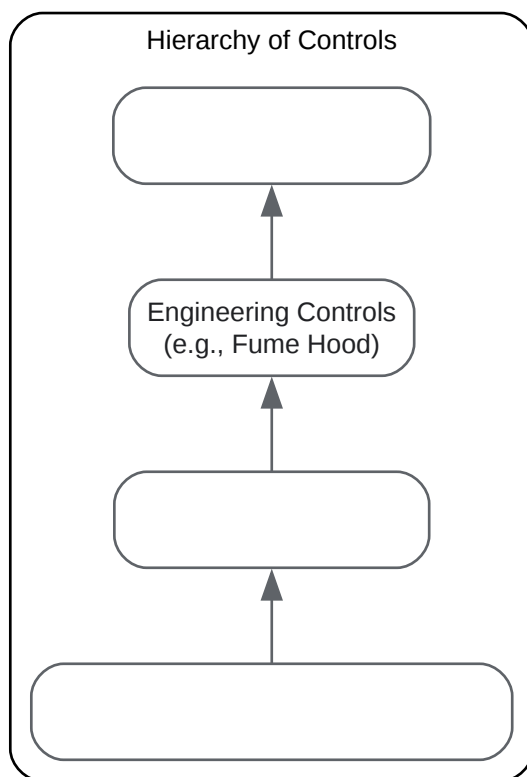 Hierarchy of Controls
Engineering Controls
(e.g., Fume Hood)